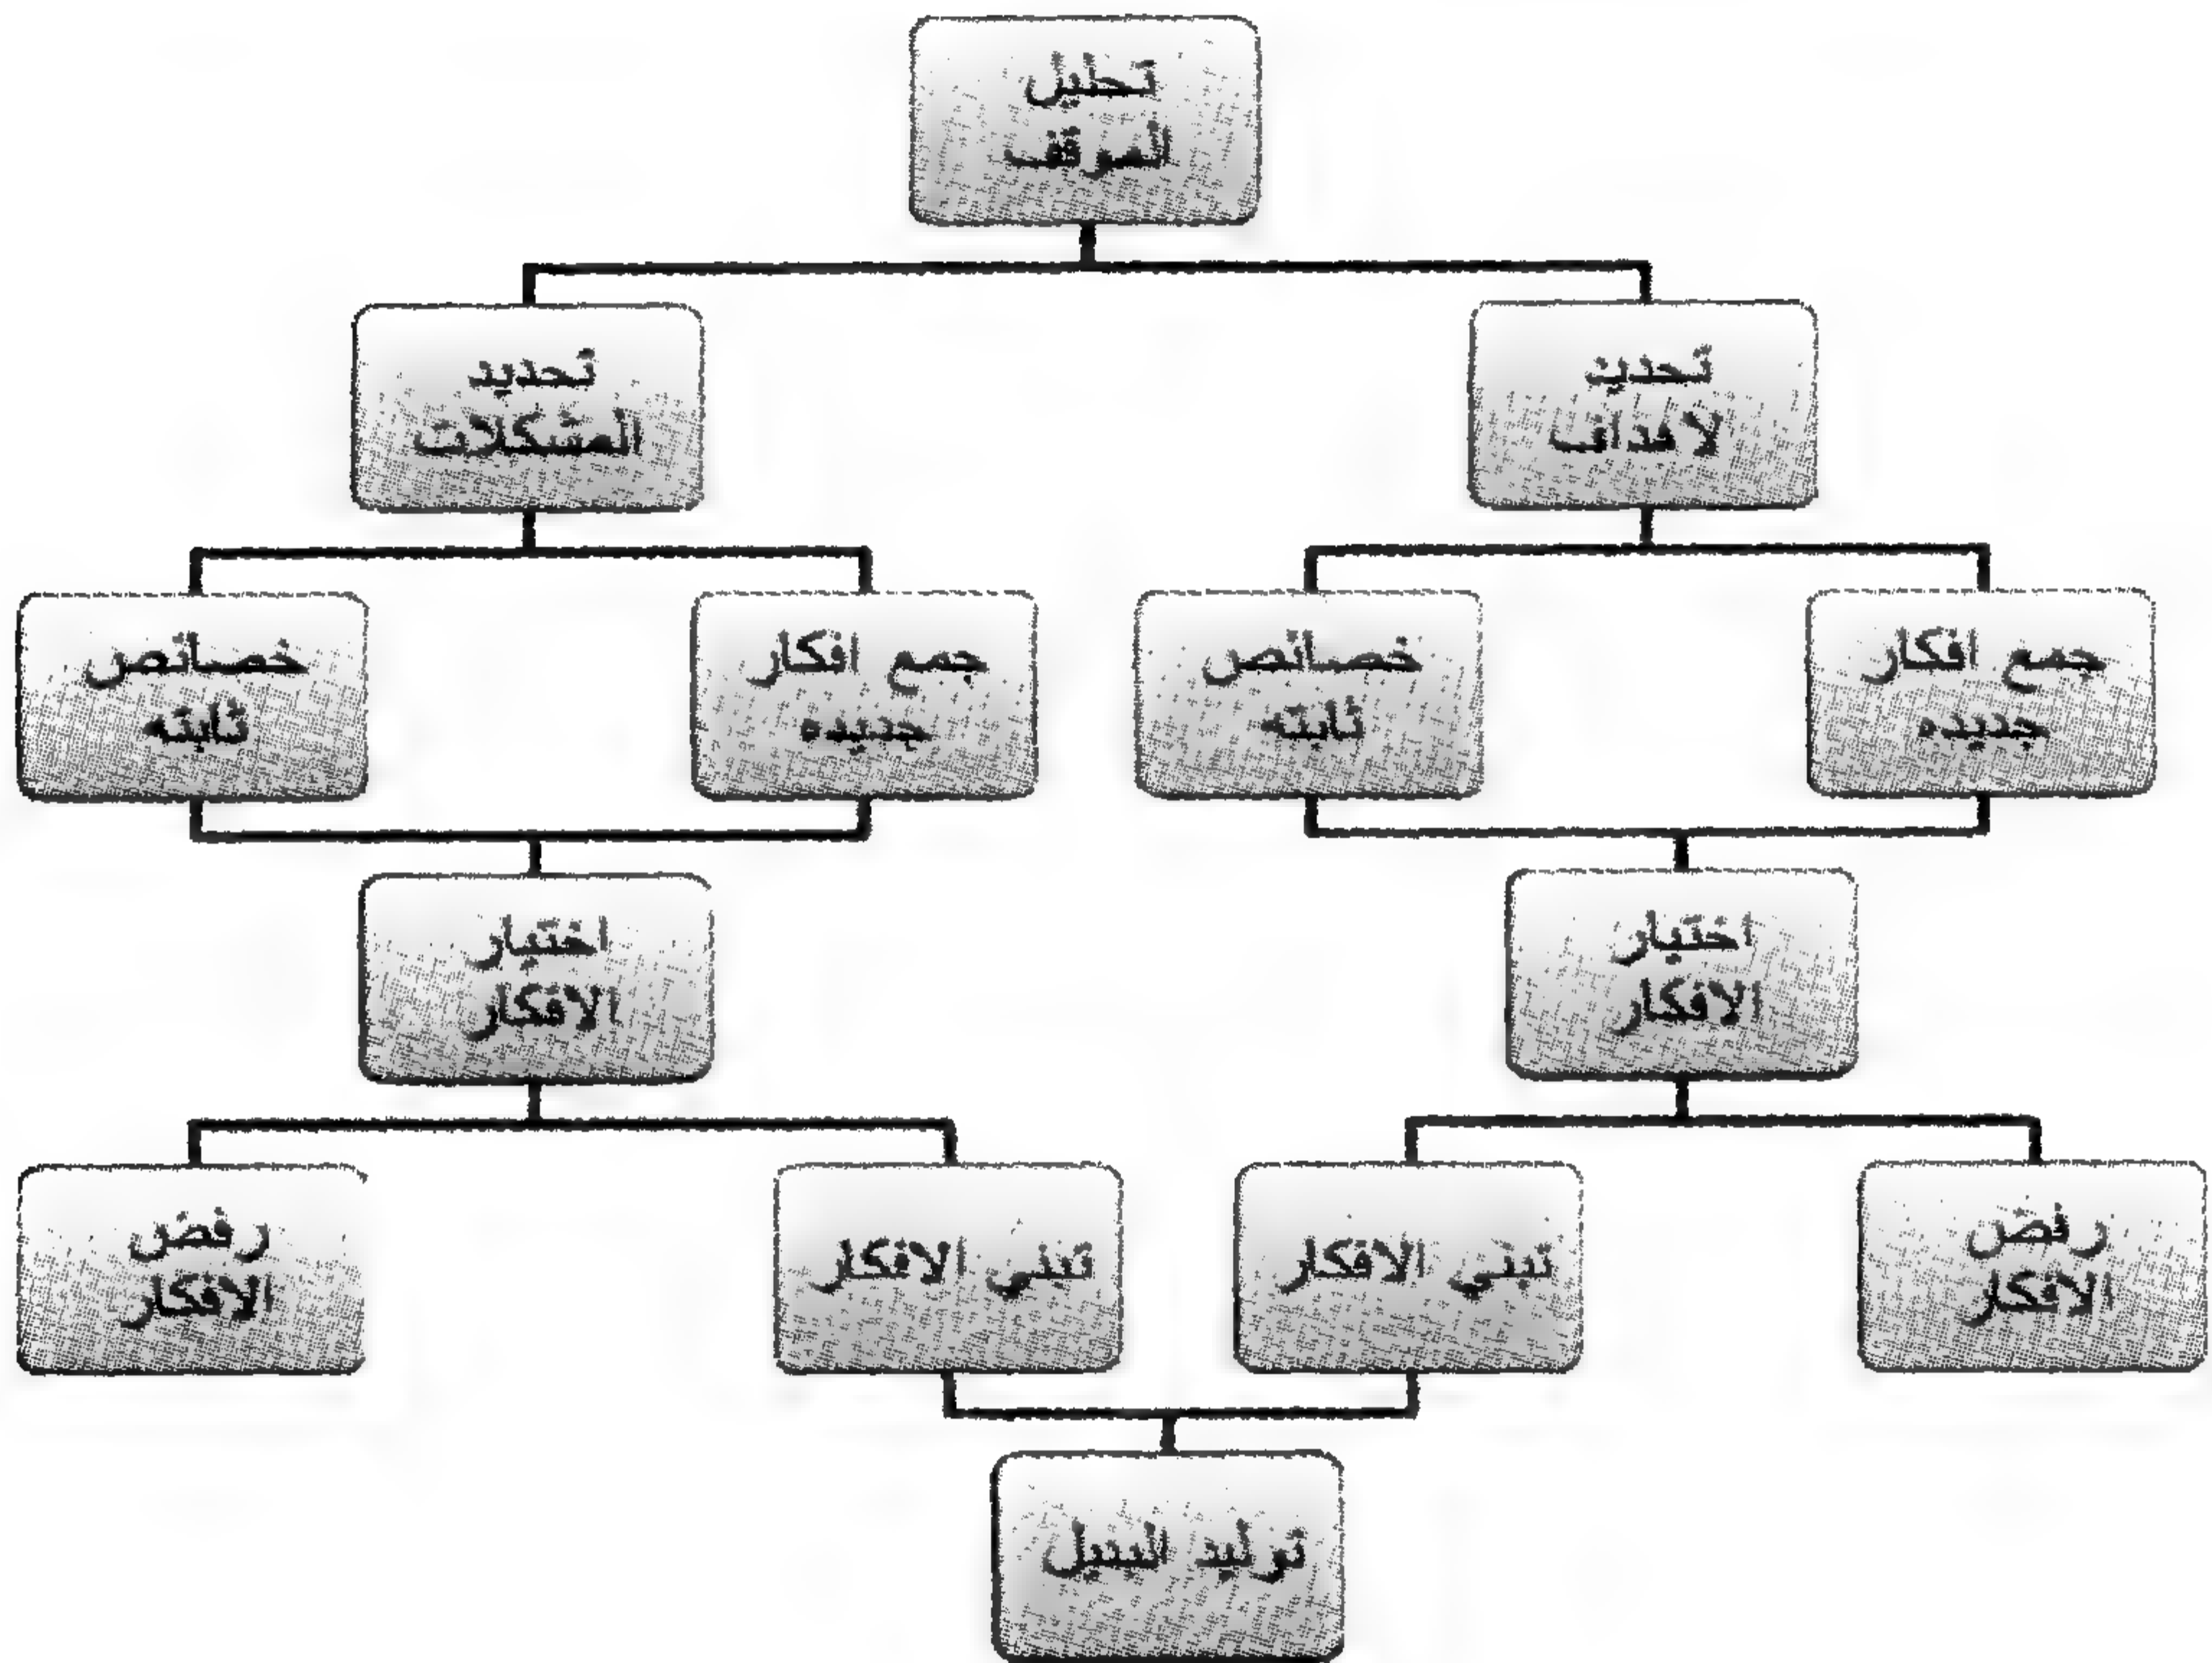 تحليل
الموقف
تحديد
الأهداف
تحديد
المشكلات
جمع افكار
جديده
خصائص
ثابته
جمع افكار
جديده
خصائص
ثابته
اختيار
الافكار
اختيار
الافكار
رفض
الافكار
تبني الافكار
تبني الافكار
رفض
الافكار
توليد البديل